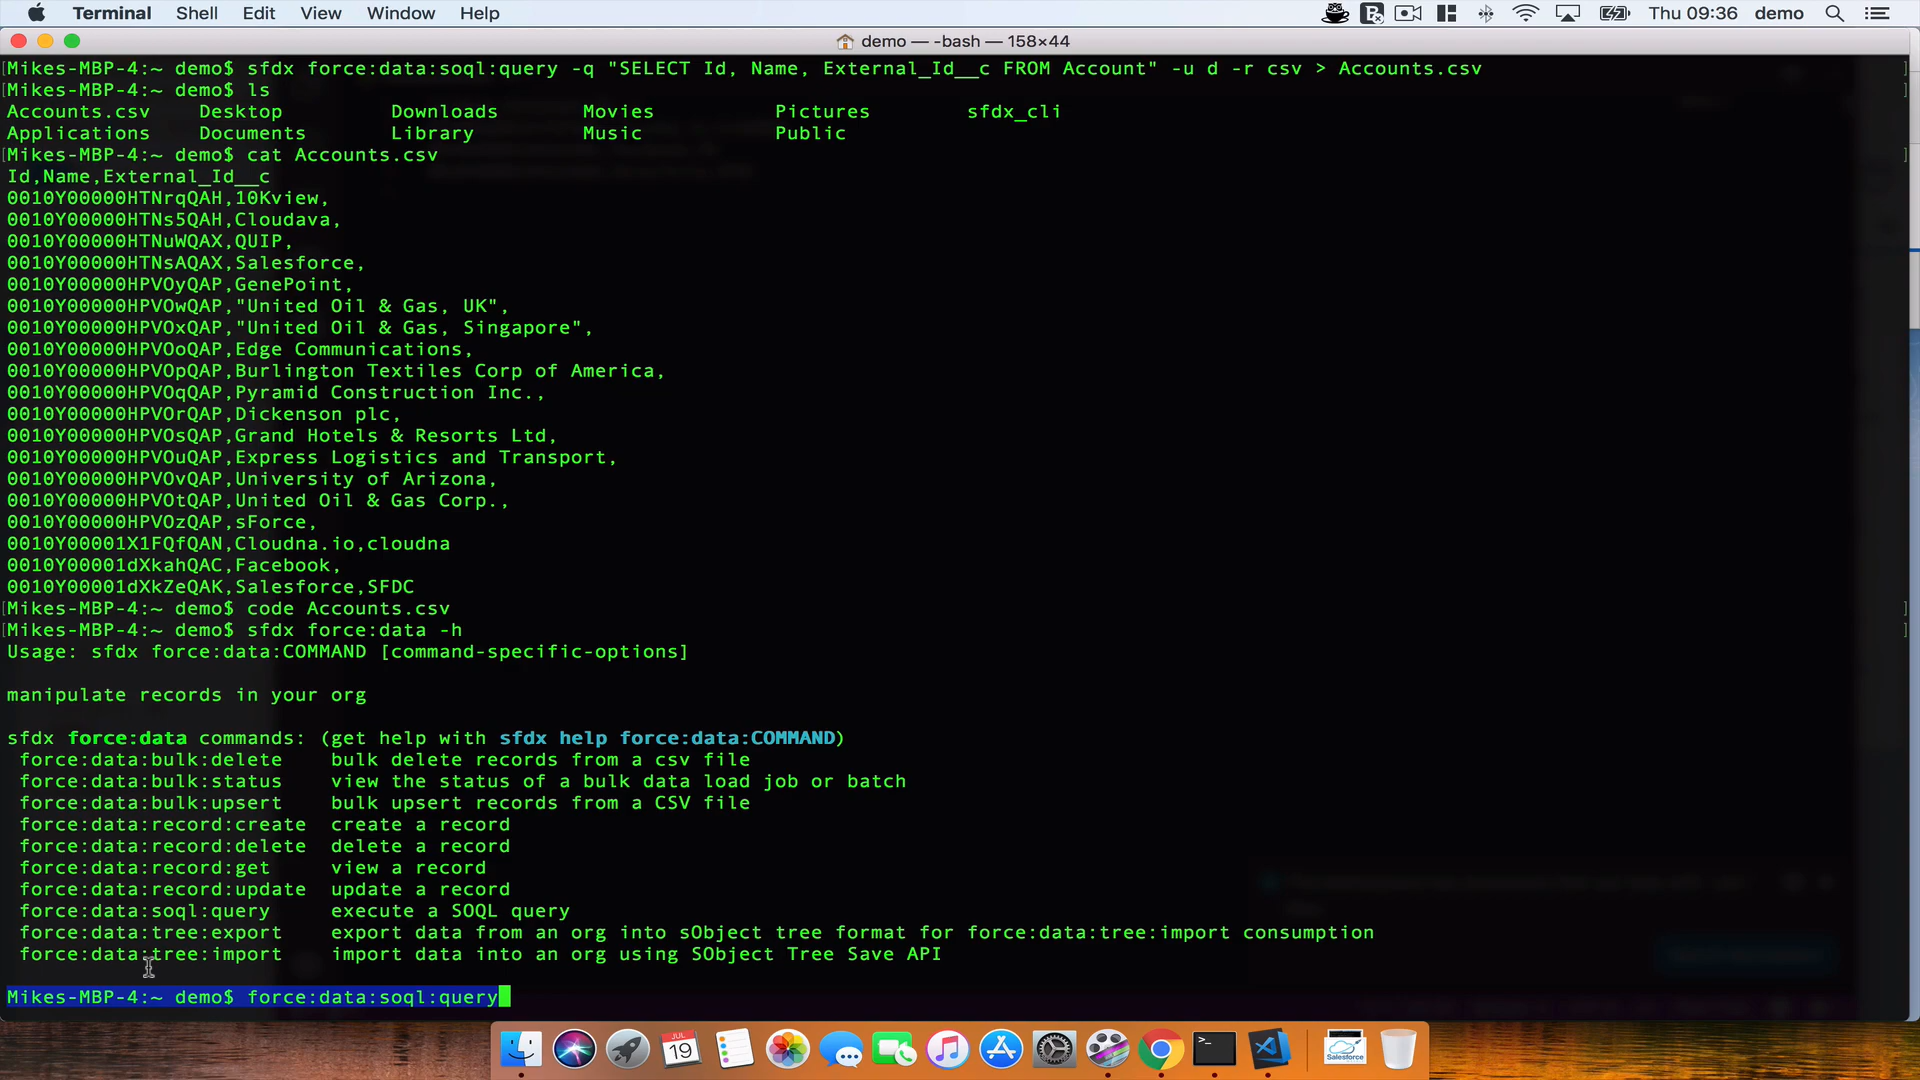 Terminal Shell Edit View Window Help Thu 09:36 demo
demo — -bash — 158×44
[Mikes-MBP-4:~ demo$ sfdx force:data:soql:query -q "SELECT Id, Name, External_Id__c FROM Account" -u d -r csv > Accounts.csv ]
[Mikes-MBP-4:~ demo$ ls ]
Accounts.csv Desktop Downloads Movies Pictures sfdx_cli
Applications Documents Library Music Public
[Mikes-MBP-4:~ demo$ cat Accounts.csv ]
Id,Name,External_Id__c
0010Y00000HTNrqQAH,10Kview,
0010Y00000HTNs5QAH,Cloudava,
0010Y00000HTNuWQAX,QUIP,
0010Y00000HTNsAQAX,Salesforce,
0010Y00000HPVOyQAP,GenePoint,
0010Y00000HPVOwQAP,"United Oil & Gas, UK",
0010Y00000HPVOxQAP,"United Oil & Gas, Singapore",
0010Y00000HPVOoQAP,Edge Communications,
0010Y00000HPVOpQAP,Burlington Textiles Corp of America,
0010Y00000HPVOqQAP,Pyramid Construction Inc.,
0010Y00000HPVOrQAP,Dickenson plc,
0010Y00000HPVOsQAP,Grand Hotels & Resorts Ltd,
0010Y00000HPVOuQAP,Express Logistics and Transport,
0010Y00000HPVOvQAP,University of Arizona,
0010Y00000HPVOtQAP,United Oil & Gas Corp.,
0010Y00000HPVOzQAP,sForce,
0010Y00001X1FQfQAN,Cloudna.io,cloudna
0010Y00001dXkahQAC,Facebook,
0010Y00001dXkZeQAK,Salesforce,SFDC
[Mikes-MBP-4:~ demo$ code Accounts.csv ]
[Mikes-MBP-4:~ demo$ sfdx force:data -h ]
Usage: sfdx force:data:COMMAND [command-specific-options]
manipulate records in your org
sfdx force:data commands: (get help with sfdx help force:data:COMMAND)
force:data:bulk:delete bulk delete records from a csv file
force:data:bulk:status view the status of a bulk data load job or batch
force:data:bulk:upsert bulk upsert records from a CSV file
force:data:record:create create a record
force:data:record:delete delete a record
force:data:record:get view a record
force:data:record:update update a record
force:data:soql:query execute a SOQL query
force:data:tree:export export data from an org into sObject tree format for force:data:tree:import consumption
force:data:tree:import import data into an org using SObject Tree Save API
Mikes-MBP-4:~ demo$ force:data:soql:query
JUL
19
>_
Salesforce